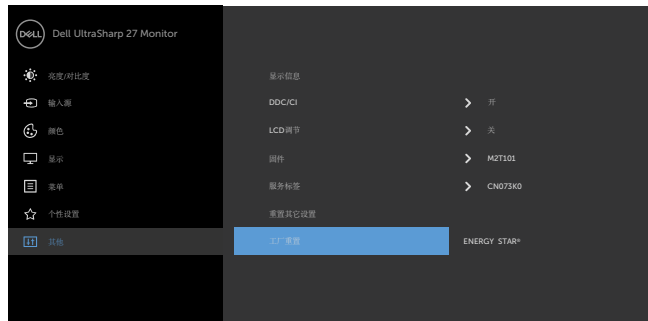 DELL Dell UltraSharp 27 Monitor
亮度/对比度 显示信息
输入源 DDC/CI 开
颜色 LCD调节 关
显示 固件 M2T101
菜单 服务标签 CN073K0
个性设置 重置其它设置
其他 工厂重置 ENERGY STAR®